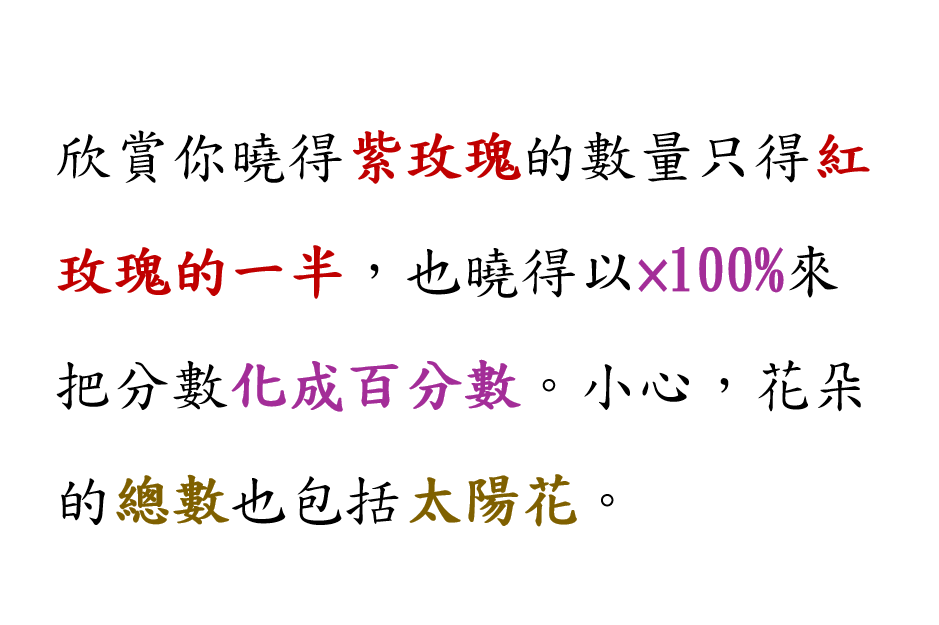 欣賞你曉得紫玫瑰的數量只得紅
玫瑰的一半，也曉得以×100%來
把分數化成百分數。小心，花朵
的總數也包括太陽花。